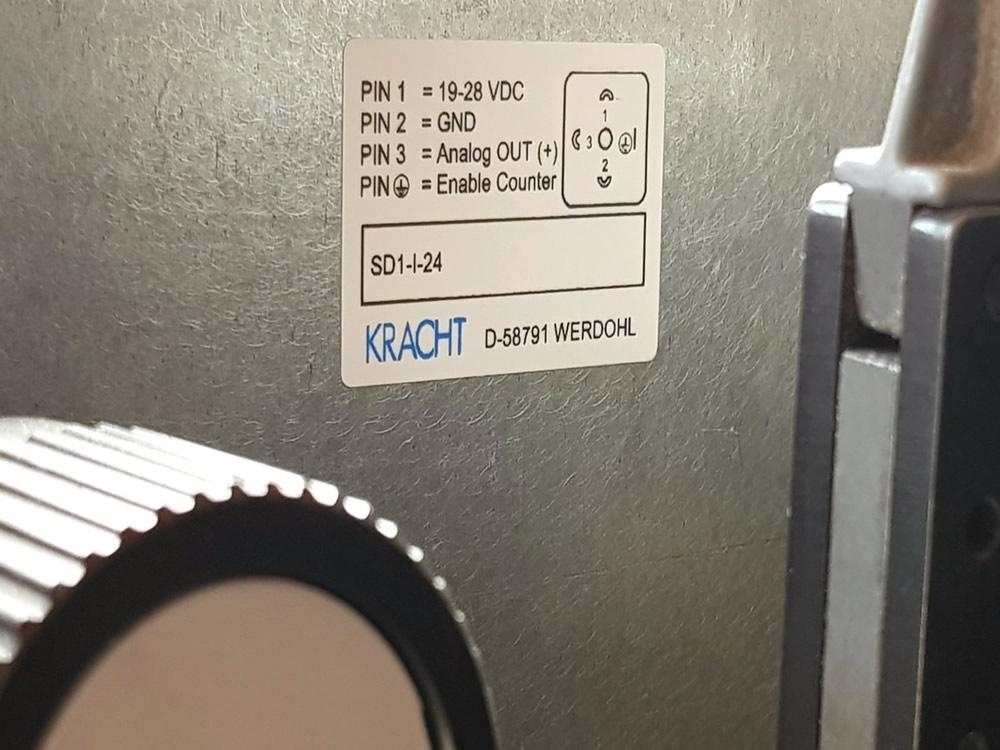 PIN 1 = 19-28 VDC
PIN 2 = GND
PIN 3 = Analog OUT (+)
PIN ⏚ = Enable Counter
1
3
2
SD1-I-24
KRACHT D-58791 WERDOHL